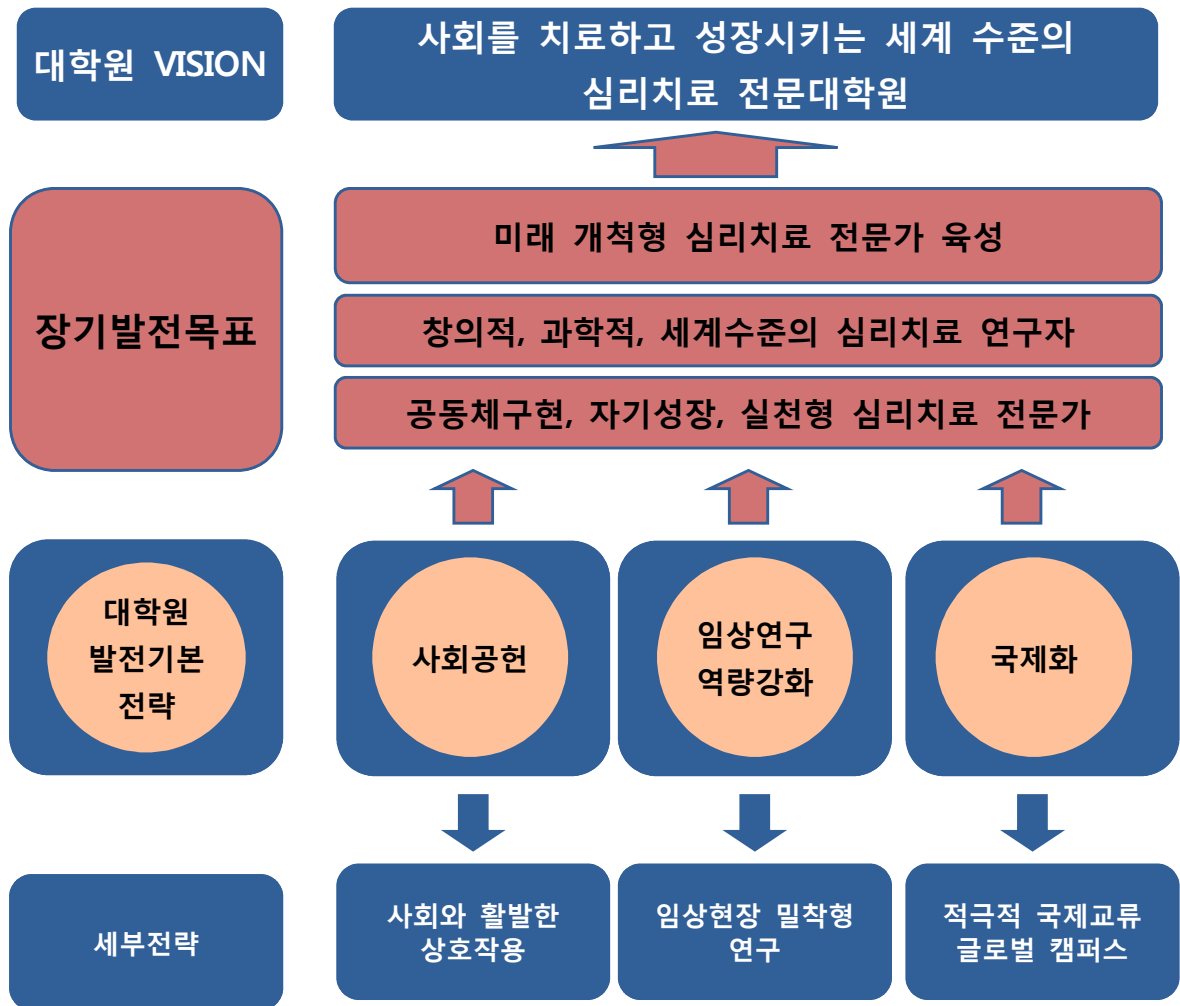 대학원 VISION
사회를 치료하고 성장시키는 세계 수준의
심리치료 전문대학원
장기발전목표
미래 개척형 심리치료 전문가 육성
창의적, 과학적, 세계수준의 심리치료 연구자
공동체구현, 자기성장, 실천형 심리치료 전문가
대학원
발전기본
전략
사회공헌
임상연구
역량강화
국제화
세부전략
사회와 활발한
상호작용
임상현장 밀착형
연구
적극적 국제교류
글로벌 캠퍼스